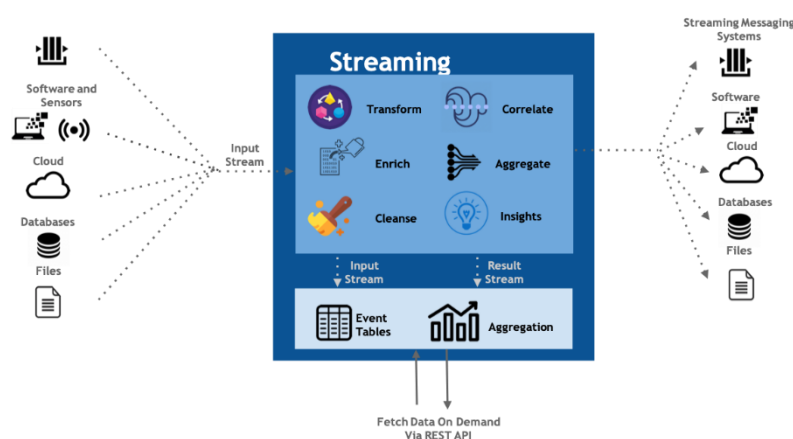 Software and
Sensors
Cloud
Databases
Files
Input
Stream
Streaming
Transform
Correlate
Enrich
Aggregate
Cleanse
Insights
Input
Stream
Result
Stream
Event
Tables
Aggregation
Fetch Data On Demand
Via REST API
Streaming Messaging
Systems
Software
Cloud
Databases
Files